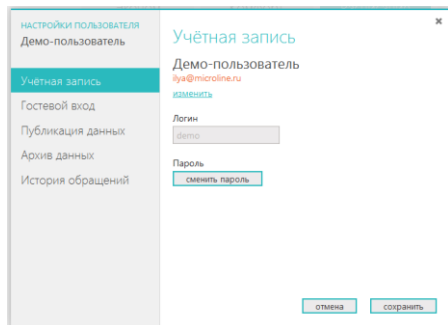 НАСТРОЙКИ ПОЛЬЗОВАТЕЛЯ
Демо-пользователь
Учётная запись
Гостевой вход
Публикация данных
Архив данных
История обращений
Учётная запись
Демо-пользователь
ilya@microline.ru
изменить
Логин
demo
Пароль
сменить пароль
отмена
сохранить